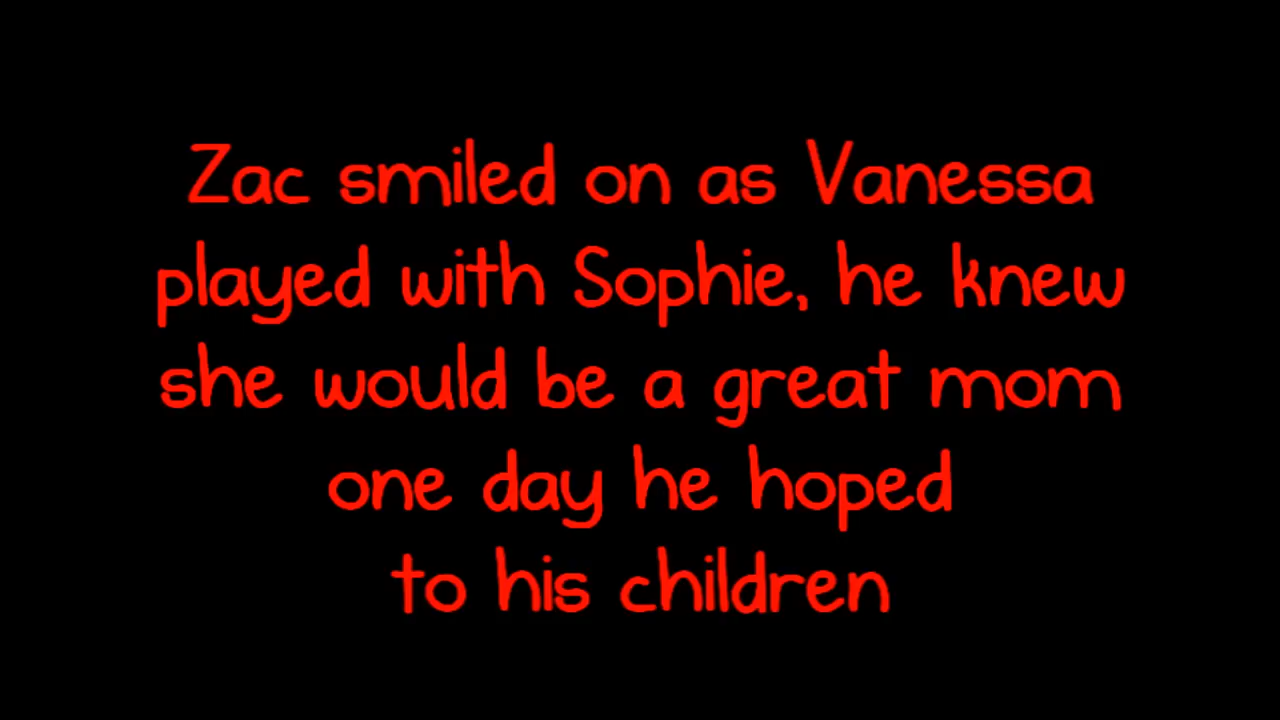 Zac smiled on as Vanessa
played with Sophie, he knew
she would be a great mom
one day he hoped
to his children